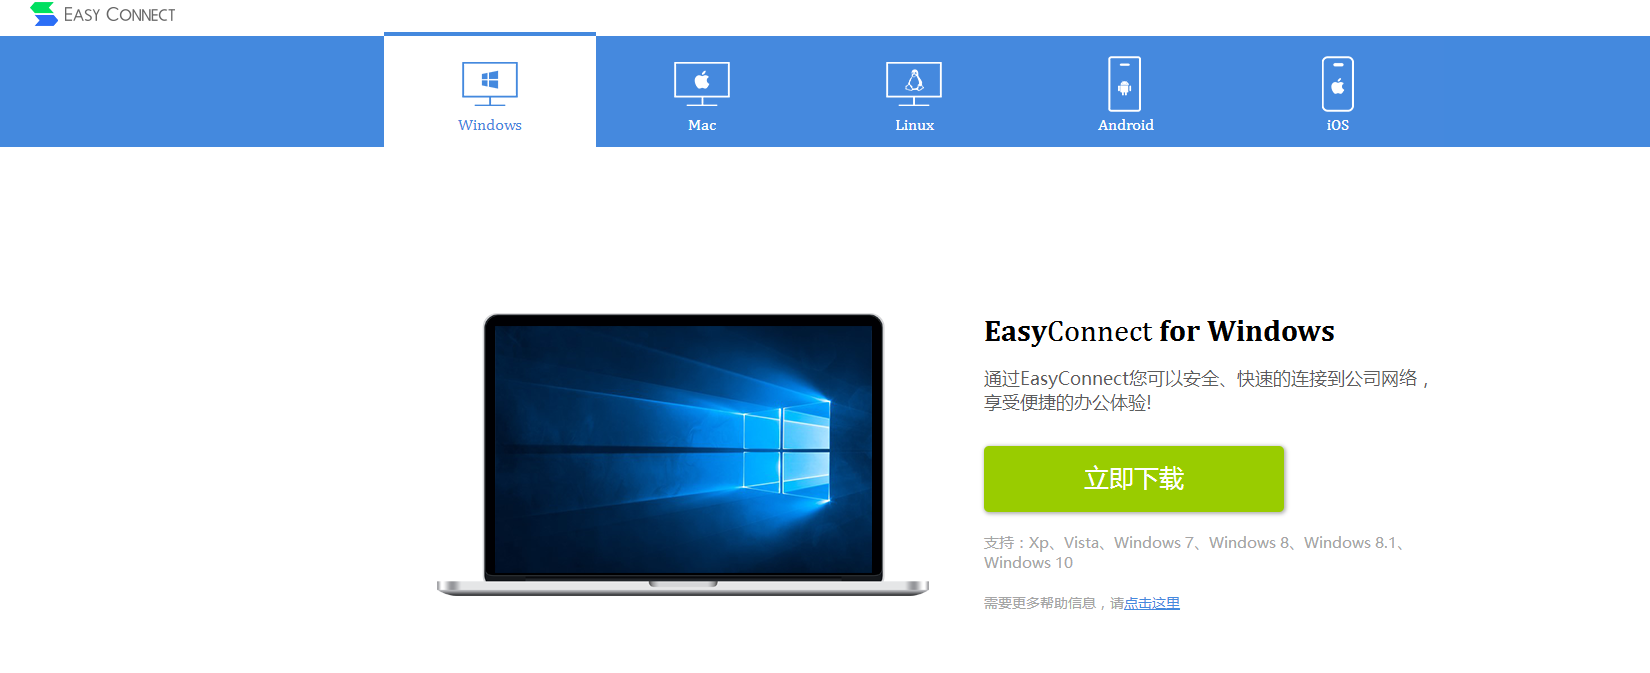 EASY CONNECT
Windows
Mac
Linux
Android
iOS
EasyConnect for Windows
通过EasyConnect您可以安全、快速的连接到公司网络，
享受便捷的办公体验!
立即下载
支持：Xp、Vista、Windows 7、Windows 8、Windows 8.1、
Windows 10
需要更多帮助信息，请点击这里